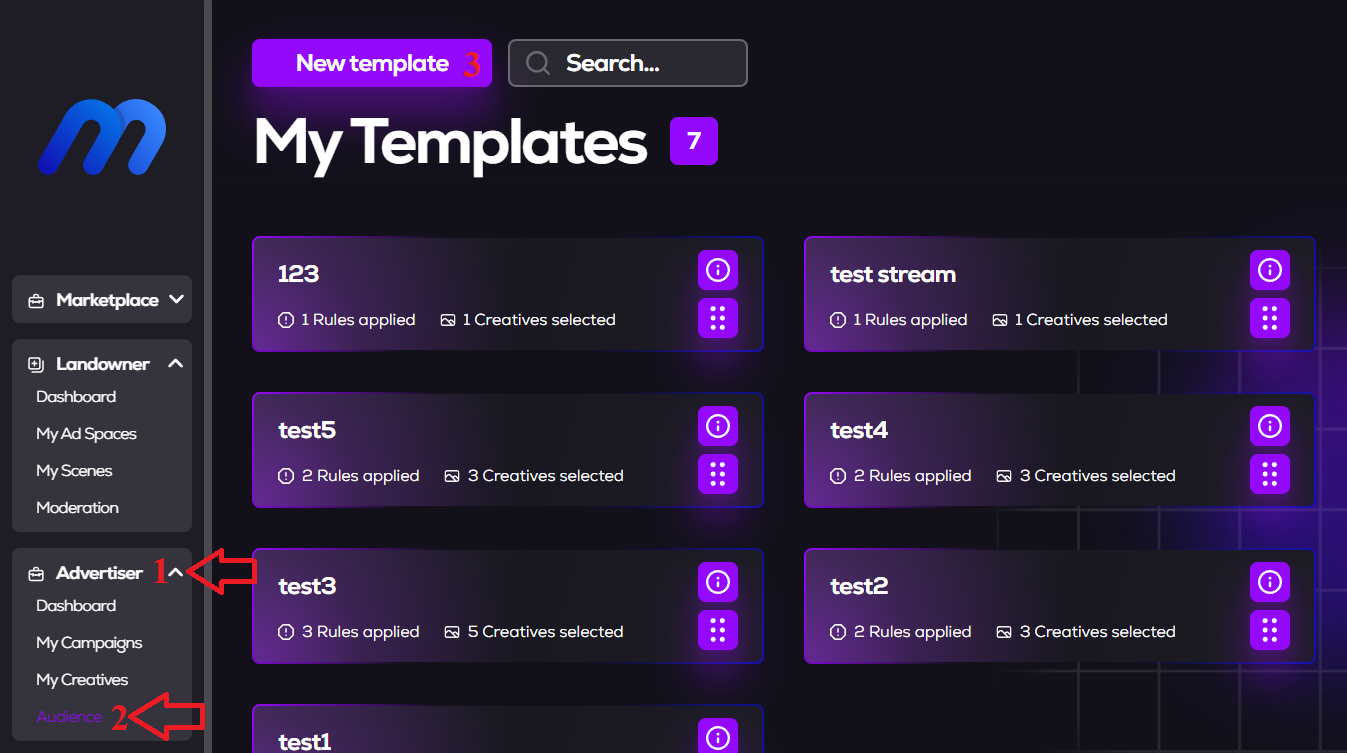 New template 3
Search...
My Templates 7
Marketplace
Landowner
Dashboard
My Ad Spaces
My Scenes
Moderation
Advertiser 1
Dashboard
My Campaigns
My Creatives
Audience 2
123
1 Rules applied 1 Creatives selected
test stream
1 Rules applied 1 Creatives selected
test5
2 Rules applied 3 Creatives selected
test4
2 Rules applied 3 Creatives selected
test3
3 Rules applied 5 Creatives selected
test2
2 Rules applied 3 Creatives selected
test1